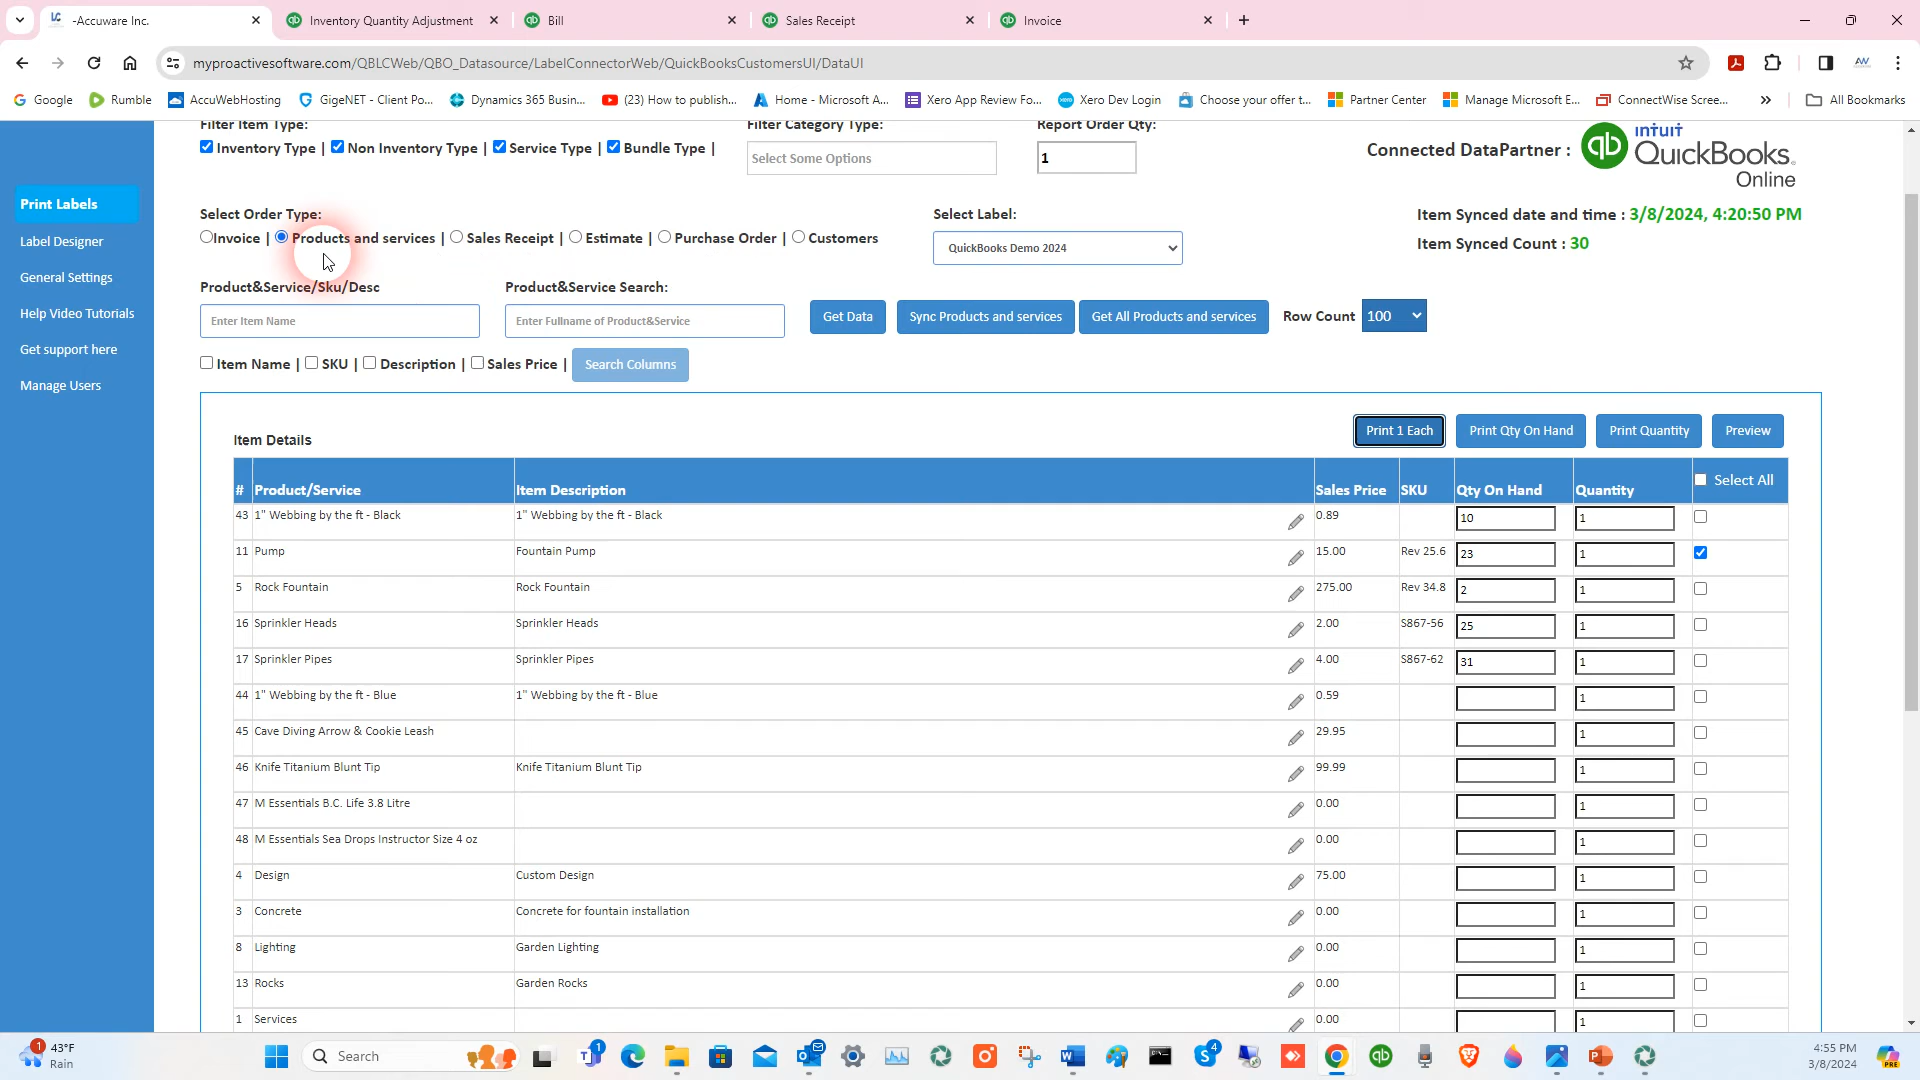 -Accuware Inc.
Inventory Quantity Adjustment
Bill
Sales Receipt
Invoice
myproactivesoftware.com/QBLCWeb/QBO_Datasource/LabelConnectorWeb/QuickBooksCustomersUI/DataUI
Google
Rumble
AccuWebHosting
GigeNET - Client Po...
Dynamics 365 Busin...
(23) How to publish...
Home - Microsoft A...
Xero App Review Fo...
Xero Dev Login
Choose your offer t...
Partner Center
Manage Microsoft E...
ConnectWise Scree...
All Bookmarks
Filter Item Type: Filter Category Type: Report Order Qty:
Inventory Type | Non Inventory Type | Service Type | Bundle Type |
Select Some Options
1
Connected DataPartner :
intuit
qb QuickBooks.
Online
Print Labels
Label Designer
General Settings
Help Video Tutorials
Get support here
Manage Users
Select Order Type:
Invoice | Products and services | Sales Receipt | Estimate | Purchase Order | Customers
Select Label:
QuickBooks Demo 2024
Item Synced date and time : 3/8/2024, 4:20:50 PM
Item Synced Count : 30
Product&Service/Sku/Desc
Enter Item Name
Product&Service Search:
Enter Fullname of Product&Service
Get Data
Sync Products and services
Get All Products and services
Row Count 100
Item Name | SKU | Description | Sales Price | Search Columns
Item Details
Print 1 Each
Print Qty On Hand
Print Quantity
Preview
# Product/Service Item Description Sales Price SKU Qty On Hand Quantity Select All
43 1" Webbing by the ft - Black 1" Webbing by the ft - Black 0.89 10 1
11 Pump Fountain Pump 15.00 Rev 25.6 23 1
5 Rock Fountain Rock Fountain 275.00 Rev 34.8 2 1
16 Sprinkler Heads Sprinkler Heads 2.00 S867-56 25 1
17 Sprinkler Pipes Sprinkler Pipes 4.00 S867-62 31 1
44 1" Webbing by the ft - Blue 1" Webbing by the ft - Blue 0.59 1
45 Cave Diving Arrow & Cookie Leash 29.95 1
46 Knife Titanium Blunt Tip Knife Titanium Blunt Tip 99.99 1
47 M Essentials B.C. Life 3.8 Litre 0.00 1
48 M Essentials Sea Drops Instructor Size 4 oz 0.00 1
4 Design Custom Design 75.00 1
3 Concrete Concrete for fountain installation 0.00 1
8 Lighting Garden Lighting 0.00 1
13 Rocks Garden Rocks 0.00 1
1 Services 0.00 1
1
43°F
Rain
Search
1
4
4:55 PM
3/8/2024